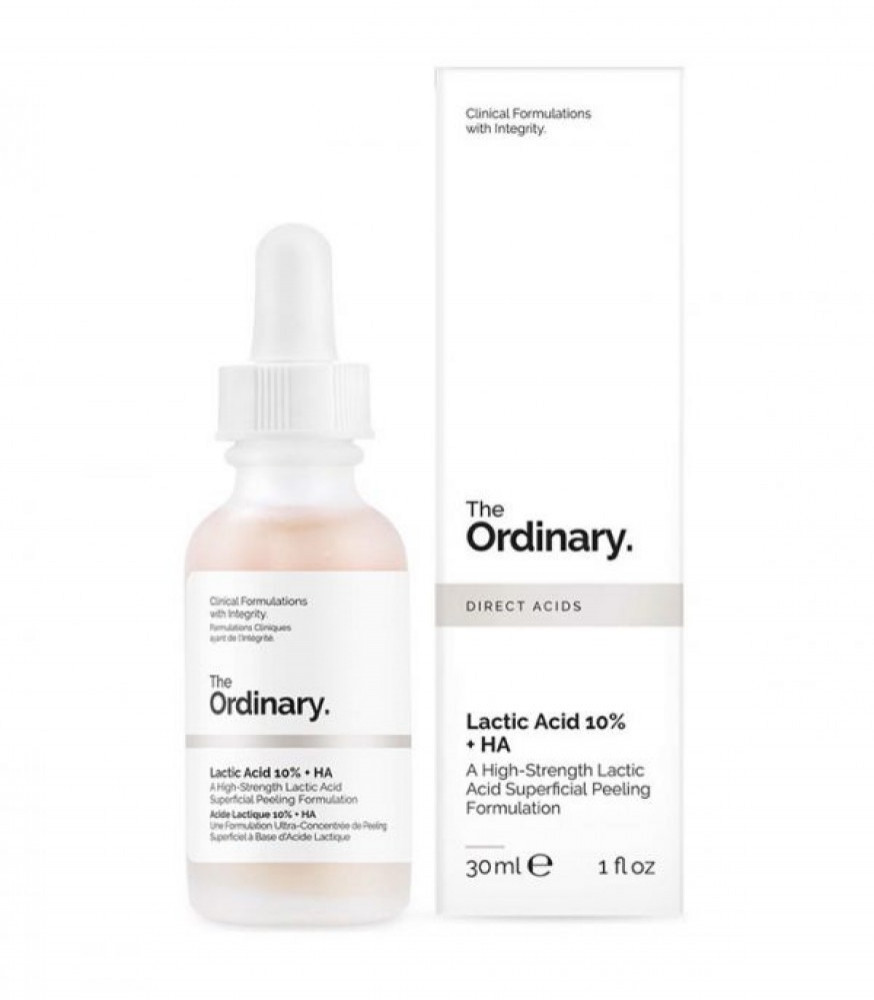 Clinical Formulations
with Integrity.
The
Ordinary.
DIRECT ACIDS
Lactic Acid 10%
+ HA
A High-Strength Lactic
Acid Superficial Peeling
Formulation
30ml ℮ 1 fl oz
Clinical Formulations
with Integrity.
Formulations Cliniques
ayant de l'intégrité.
The
Ordinary.
Lactic Acid 10% + HA
A High-Strength Lactic Acid
Superficial Peeling Formulation
Acide Lactique 10% + HA
Une Formulation Ultra-Concentrée de Peeling
Superficiel à Base d'Acide Lactique